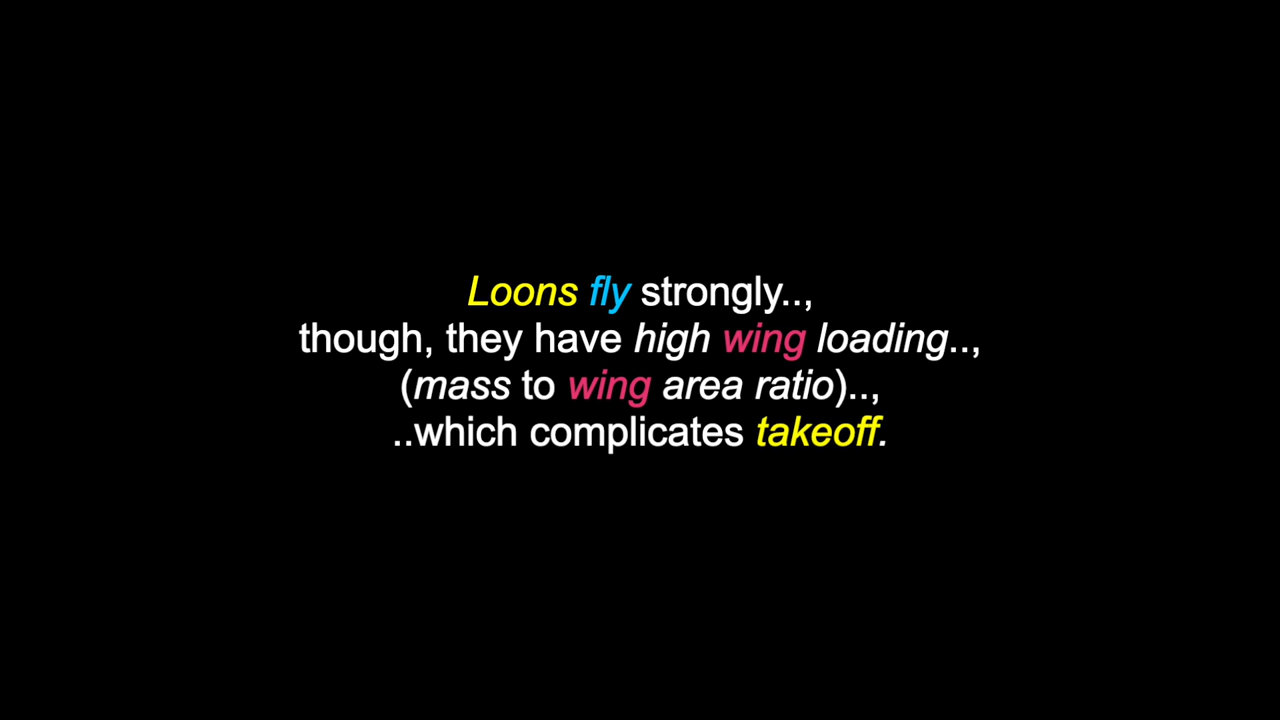 Loons fly strongly..,
though, they have high wing loading..,
(mass to wing area ratio)..,
..which complicates takeoff.